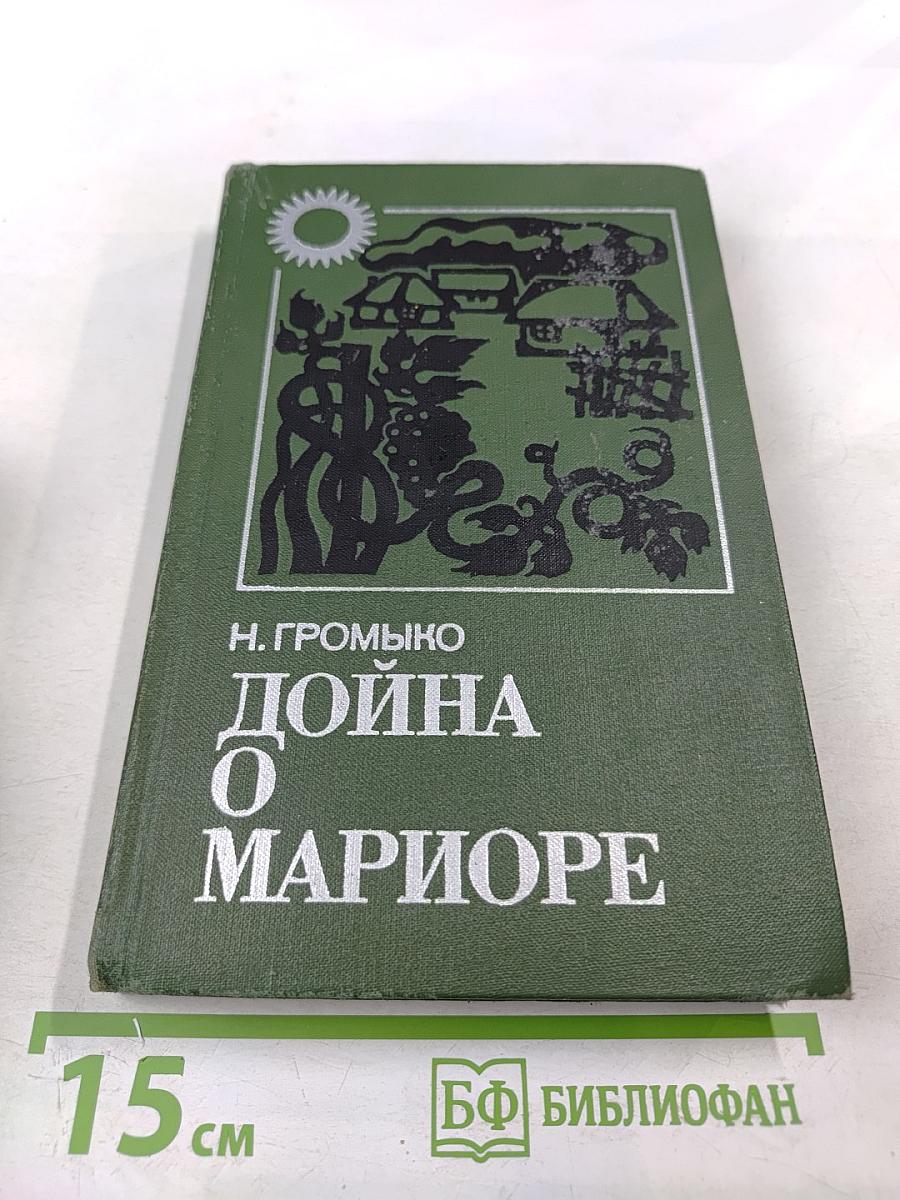 Н. ГРОМЫКО
ДОЙНА
О
МАРИОРЕ
15 см
БФ БИБЛИОФАН